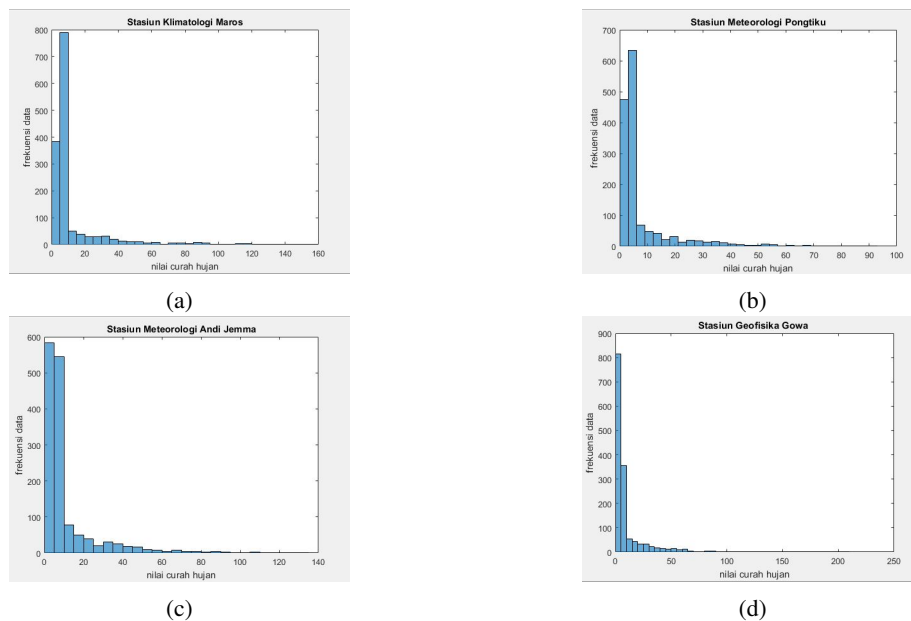 Stasiun Klimatologi Maros
800
700
600
500
400
300
200
100
0
frekuensi data
0 20 40 60 80 100 120 140 160
nilai curah hujan
(a)
Stasiun Meteorologi Pongtiku
700
600
500
400
300
200
100
0
frekuensi data
0 10 20 30 40 50 60 70 80 90 100
nilai curah hujan
(b)
Stasiun Meteorologi Andi Jemma
600
500
400
300
200
100
0
frekuensi data
0 20 40 60 80 100 120 140
nilai curah hujan
(c)
Stasiun Geofisika Gowa
900
800
700
600
500
400
300
200
100
0
frekuensi data
0 50 100 150 200 250
nilai curah hujan
(d)